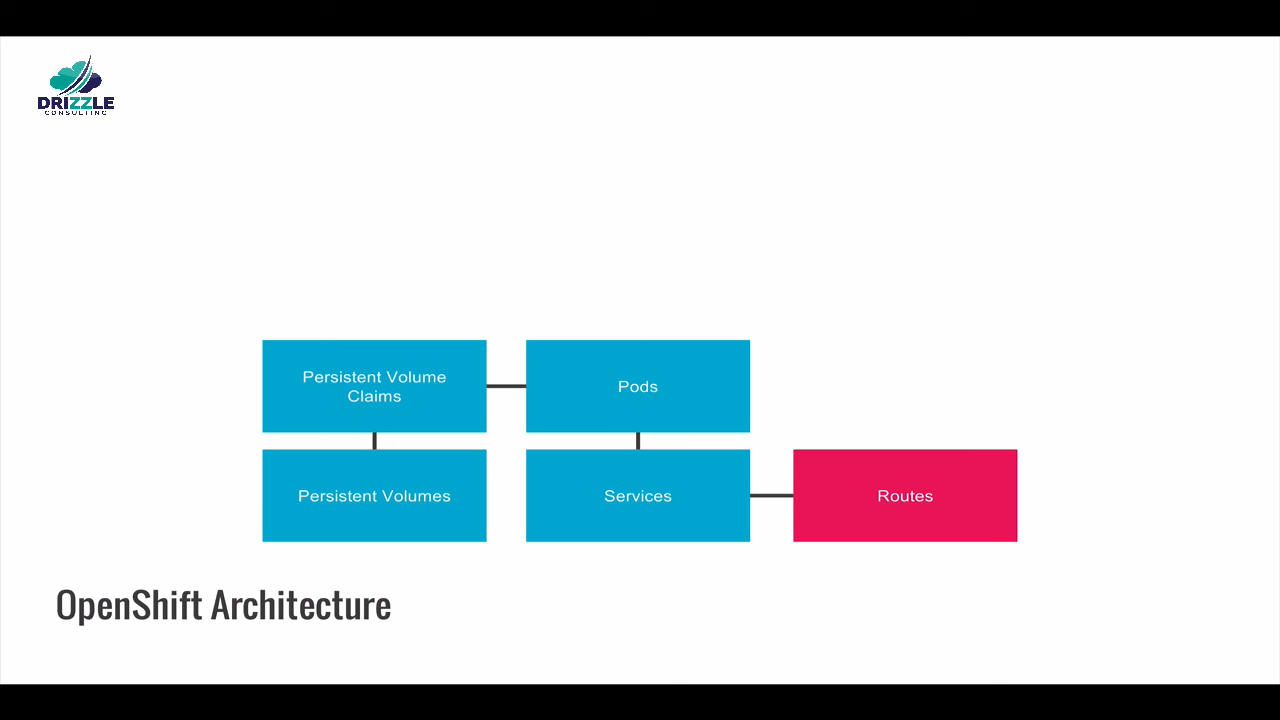 DRIZZLE
CONSULTING
Persistent Volume
Claims
Pods
Persistent Volumes
Services
Routes
OpenShift Architecture